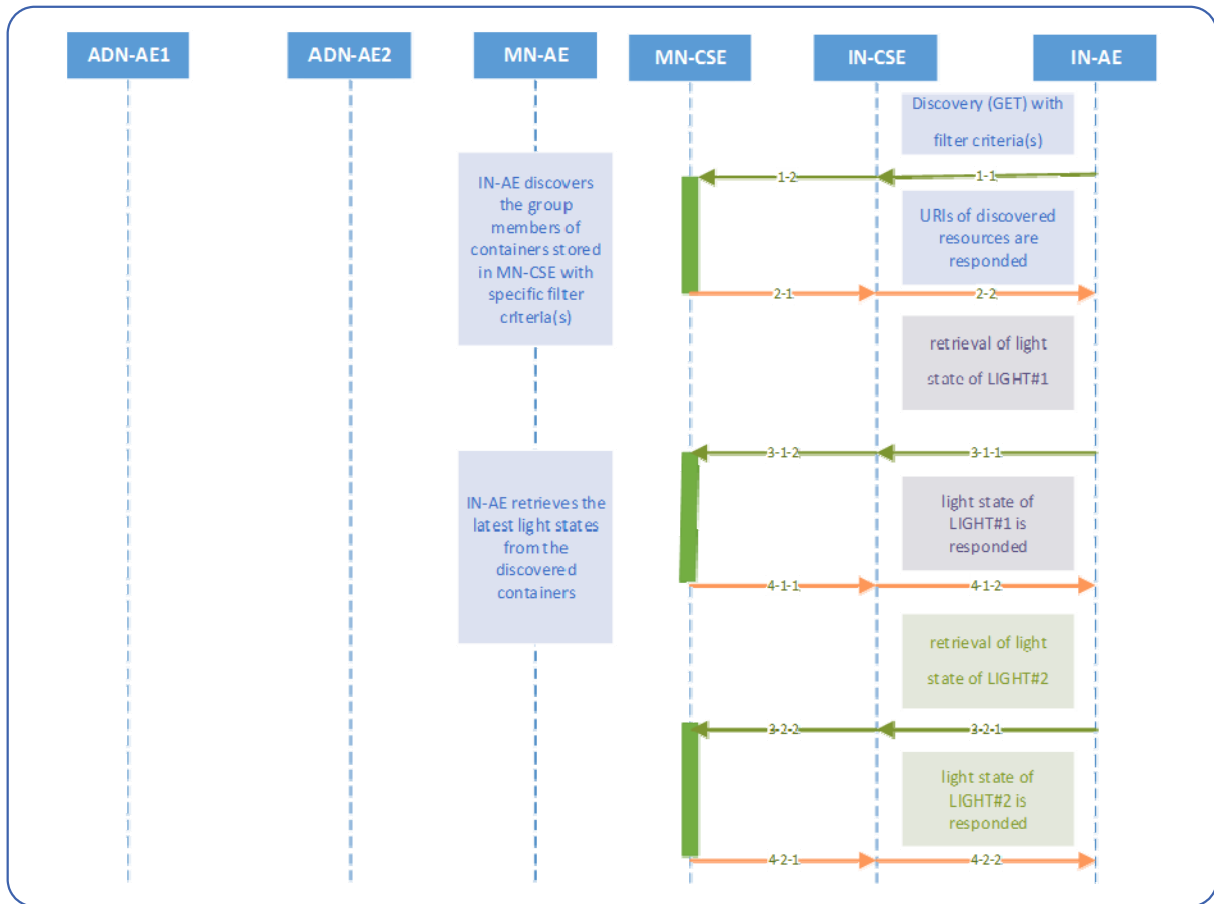 ADN-AE1
ADN-AE2
MN-AE
MN-CSE
IN-CSE
IN-AE
Discovery (GET) with
filter criteria(s)
1-2
1-1
IN-AE discovers
the group
members of
containers stored
in MN-CSE with
specific filter
criteria(s)
URIs of discovered
resources are
responded
2-1
2-2
retrieval of light
state of LIGHT#1
3-1-2
3-1-1
IN-AE retrieves the
latest light states
from the
discovered
containers
light state of
LIGHT#1 is
responded
4-1-1
4-1-2
retrieval of light
state of LIGHT#2
3-2-2
3-2-1
light state of
LIGHT#2 is
responded
4-2-1
4-2-2